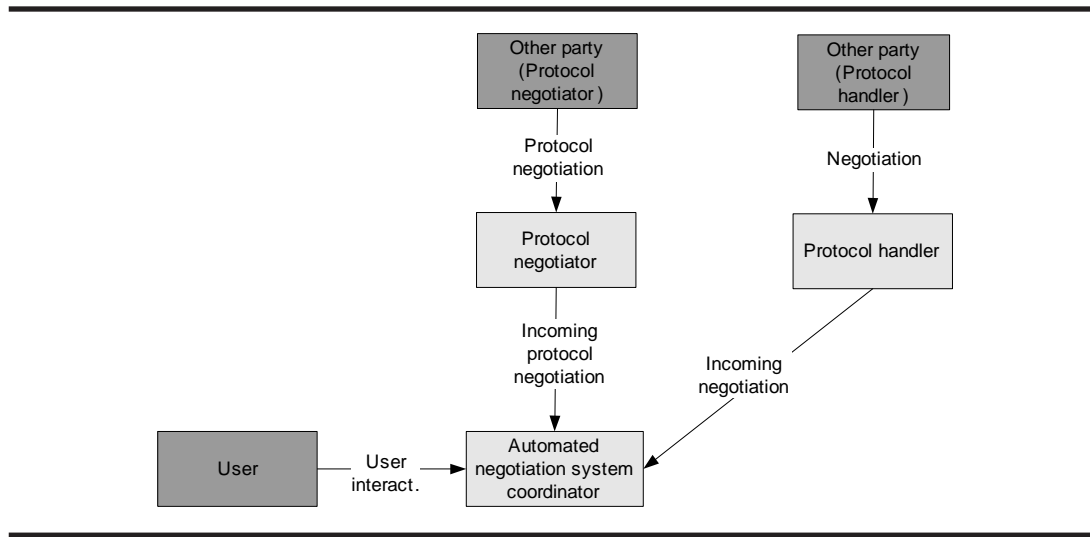 Other party
(Protocol
negotiator)
Other party
(Protocol
handler)
Protocol
negotiation
Negotiation
Protocol
negotiator
Protocol handler
Incoming
protocol
negotiation
Incoming
negotiation
User
User
interact.
Automated
negotiation system
coordinator